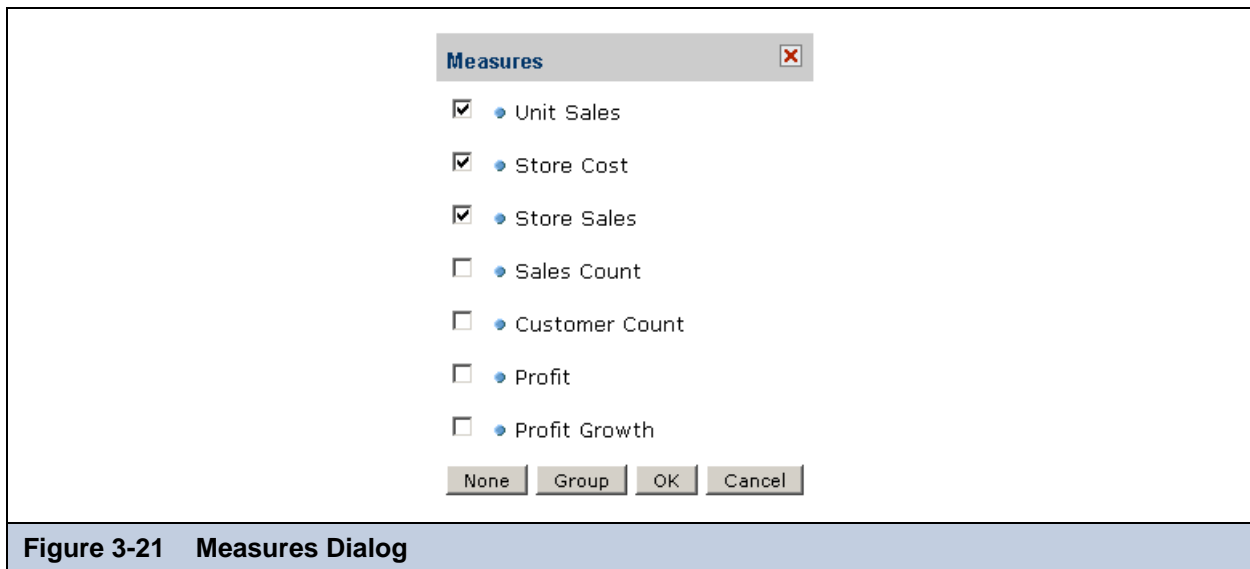 Measures
Unit Sales
Store Cost
Store Sales
Sales Count
Customer Count
Profit
Profit Growth
None Group OK Cancel
Figure 3-21 Measures Dialog